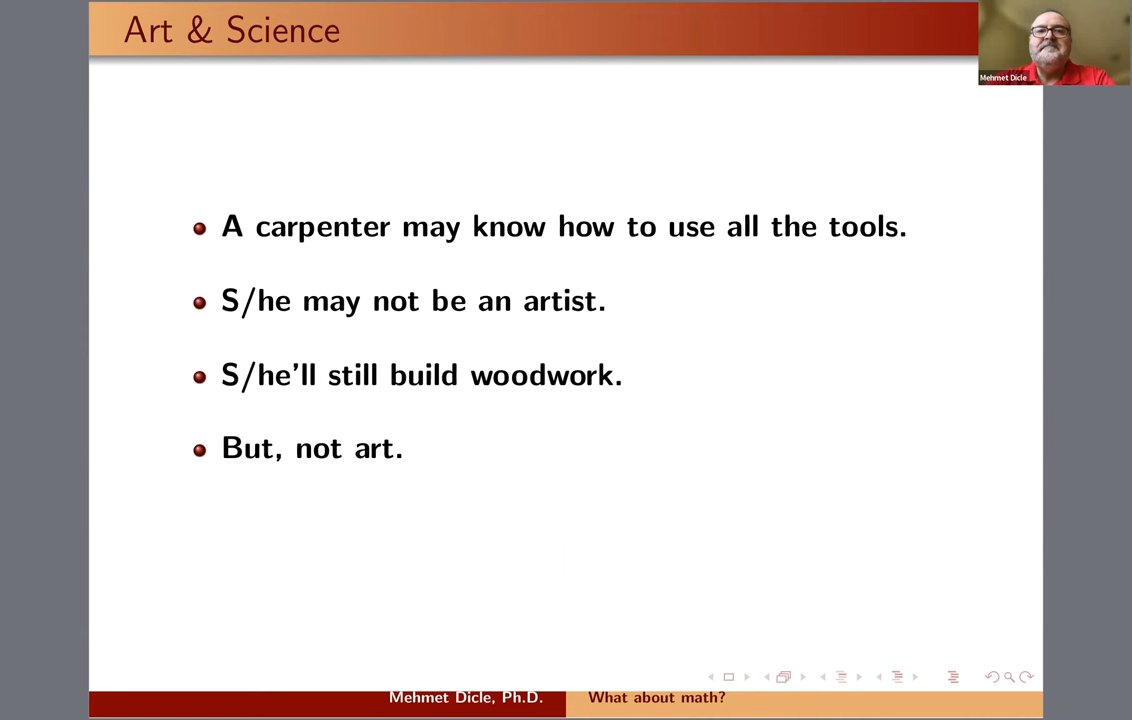 Art & Science
Mehmet Dicle
A carpenter may know how to use all the tools.
S/he may not be an artist.
S/he'll still build woodwork.
But, not art.
Mehmet Dicle, Ph.D.
What about math?